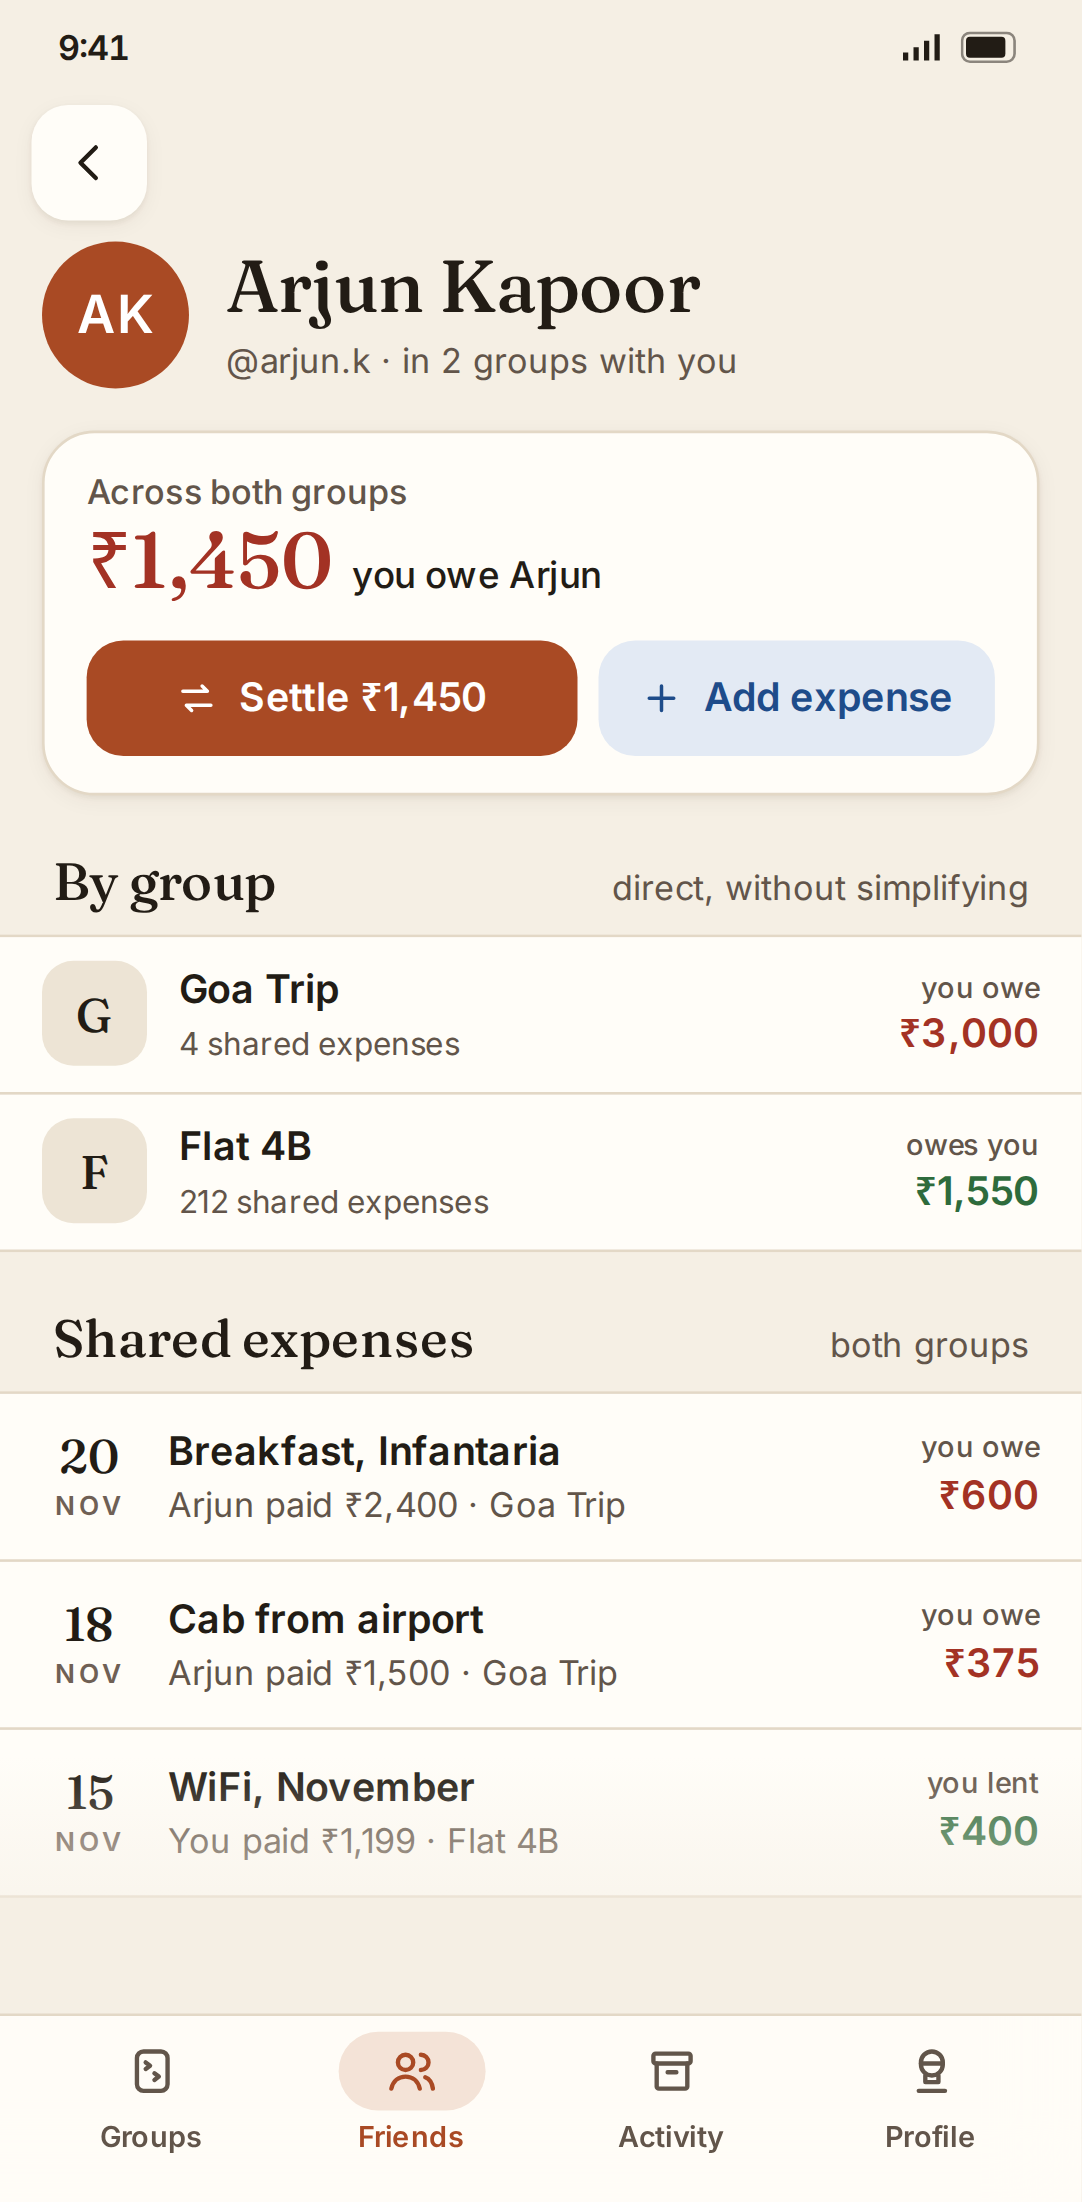 9:41
AK
Arjun Kapoor
@arjun.k · in 2 groups with you
Across both groups
₹1,450 you owe Arjun
Settle ₹1,450
Add expense
By group
direct, without simplifying
G
Goa Trip
4 shared expenses
you owe
₹3,000
F
Flat 4B
212 shared expenses
owes you
₹1,550
Shared expenses
both groups
20
NOV
Breakfast, Infantaria
Arjun paid ₹2,400 · Goa Trip
you owe
₹600
18
NOV
Cab from airport
Arjun paid ₹1,500 · Goa Trip
you owe
₹375
15
NOV
WiFi, November
You paid ₹1,199 · Flat 4B
you lent
₹400
Groups
Friends
Activity
Profile